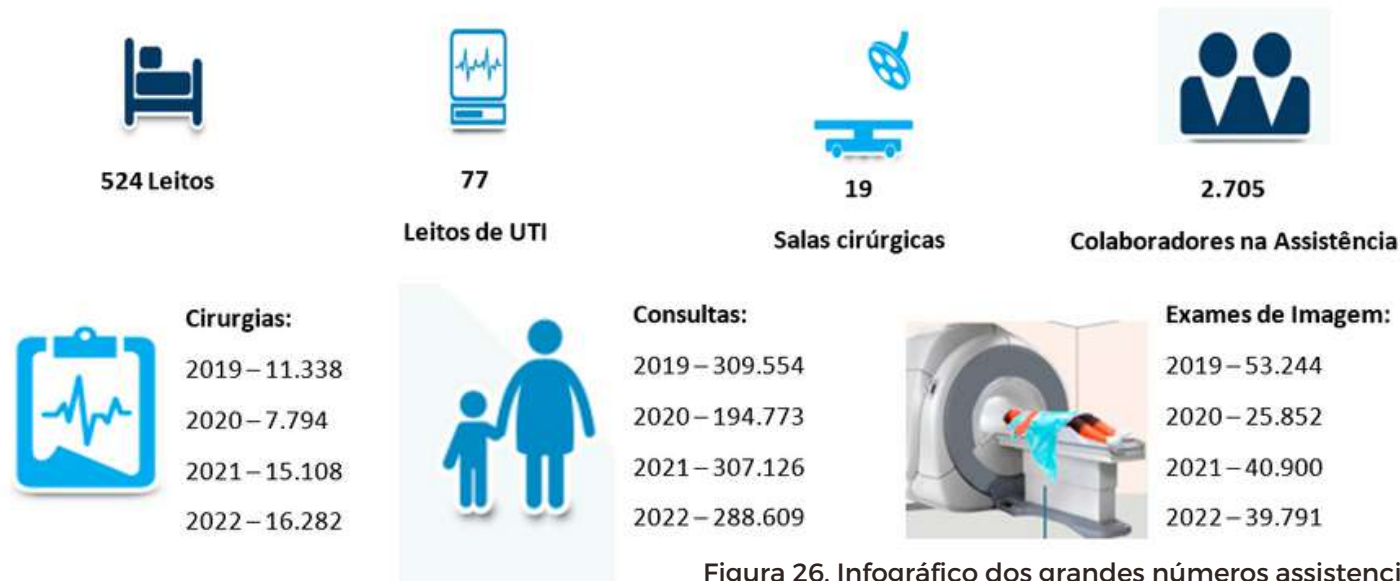 524 Leitos
77
Leitos de UTI
19
Salas cirúrgicas
2.705
Colaboradores na Assistência
Cirurgias:
2019 – 11.338
2020 – 7.794
2021 – 15.108
2022 – 16.282
Consultas:
2019 – 309.554
2020 – 194.773
2021 – 307.126
2022 – 288.609
Exames de Imagem:
2019 – 53.244
2020 – 25.852
2021 – 40.900
2022 – 39.791
Figura 26. Infográfico dos grandes números